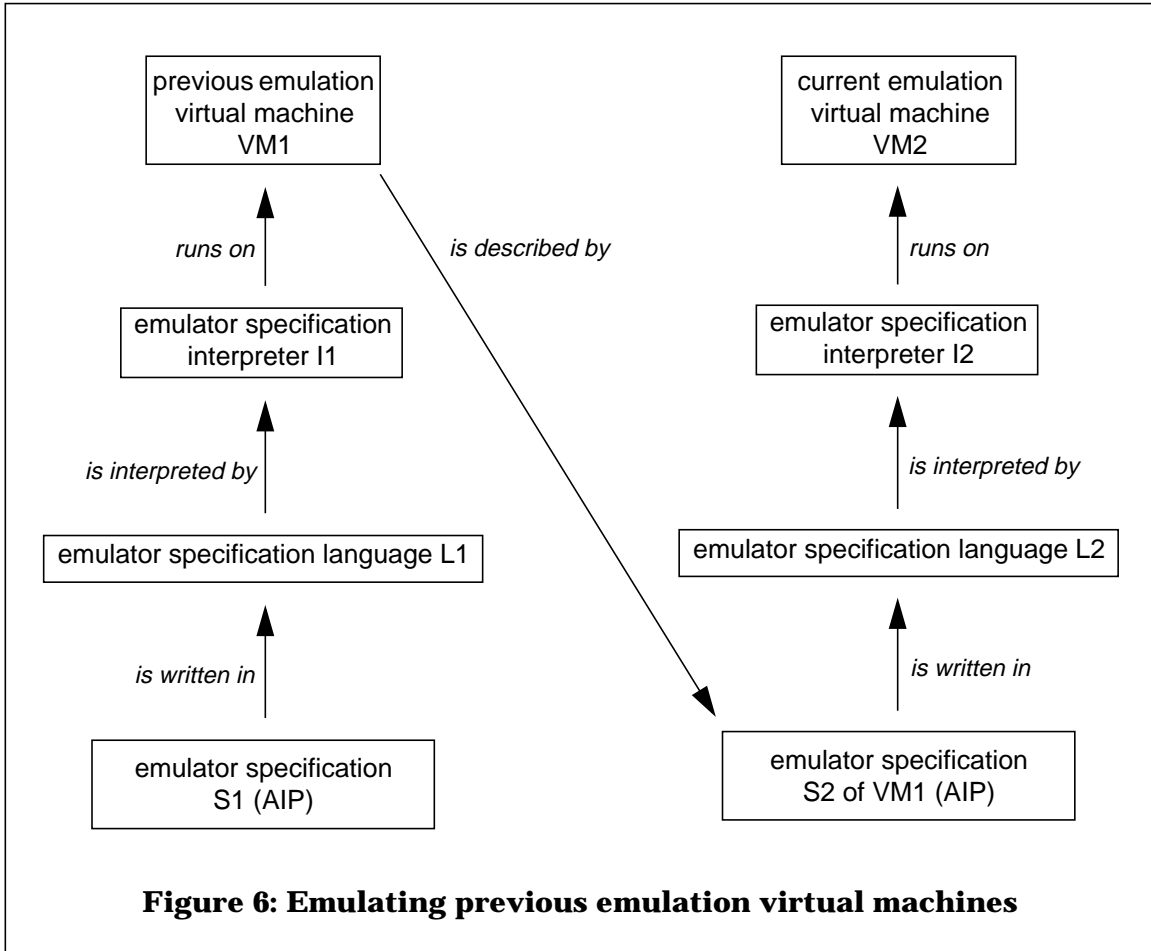 previous emulation
virtual machine
VM1
current emulation
virtual machine
VM2
runs on
is described by
runs on
emulator specification
interpreter I1
emulator specification
interpreter I2
is interpreted by
is interpreted by
emulator specification language L1
emulator specification language L2
is written in
is written in
emulator specification
S1 (AIP)
emulator specification
S2 of VM1 (AIP)
Figure 6: Emulating previous emulation virtual machines